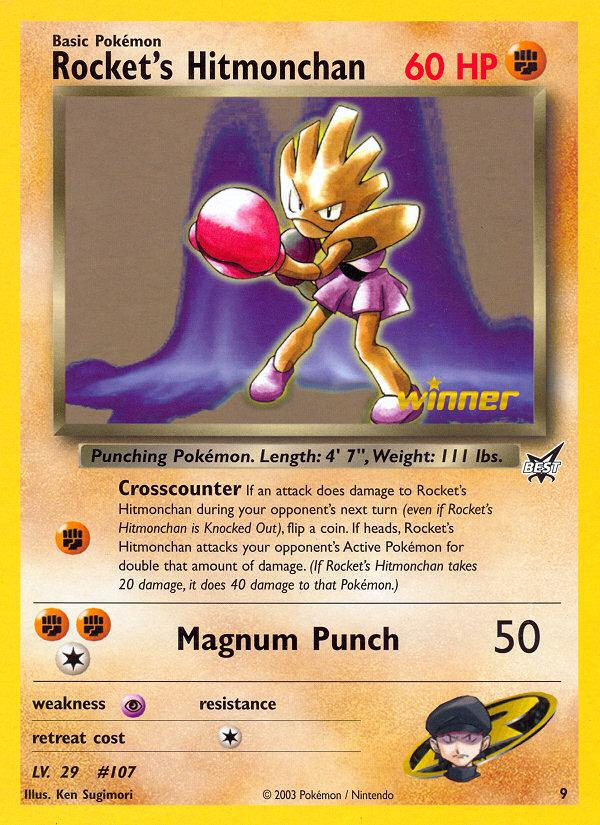 Basic Pokémon
Rocket's Hitmonchan 60 HP
winner
Punching Pokémon. Length: 4' 7", Weight: 111 lbs.
BEST
Crosscounter If an attack does damage to Rocket's
Hitmonchan during your opponent's next turn (even if Rocket's
Hitmonchan is Knocked Out), flip a coin. If heads, Rocket's
Hitmonchan attacks your opponent's Active Pokémon for
double that amount of damage. (If Rocket's Hitmonchan takes
20 damage, it does 40 damage to that Pokémon.)
Magnum Punch 50
weakness resistance
retreat cost
LV. 29 #107
Illus. Ken Sugimori © 2003 Pokémon / Nintendo 9